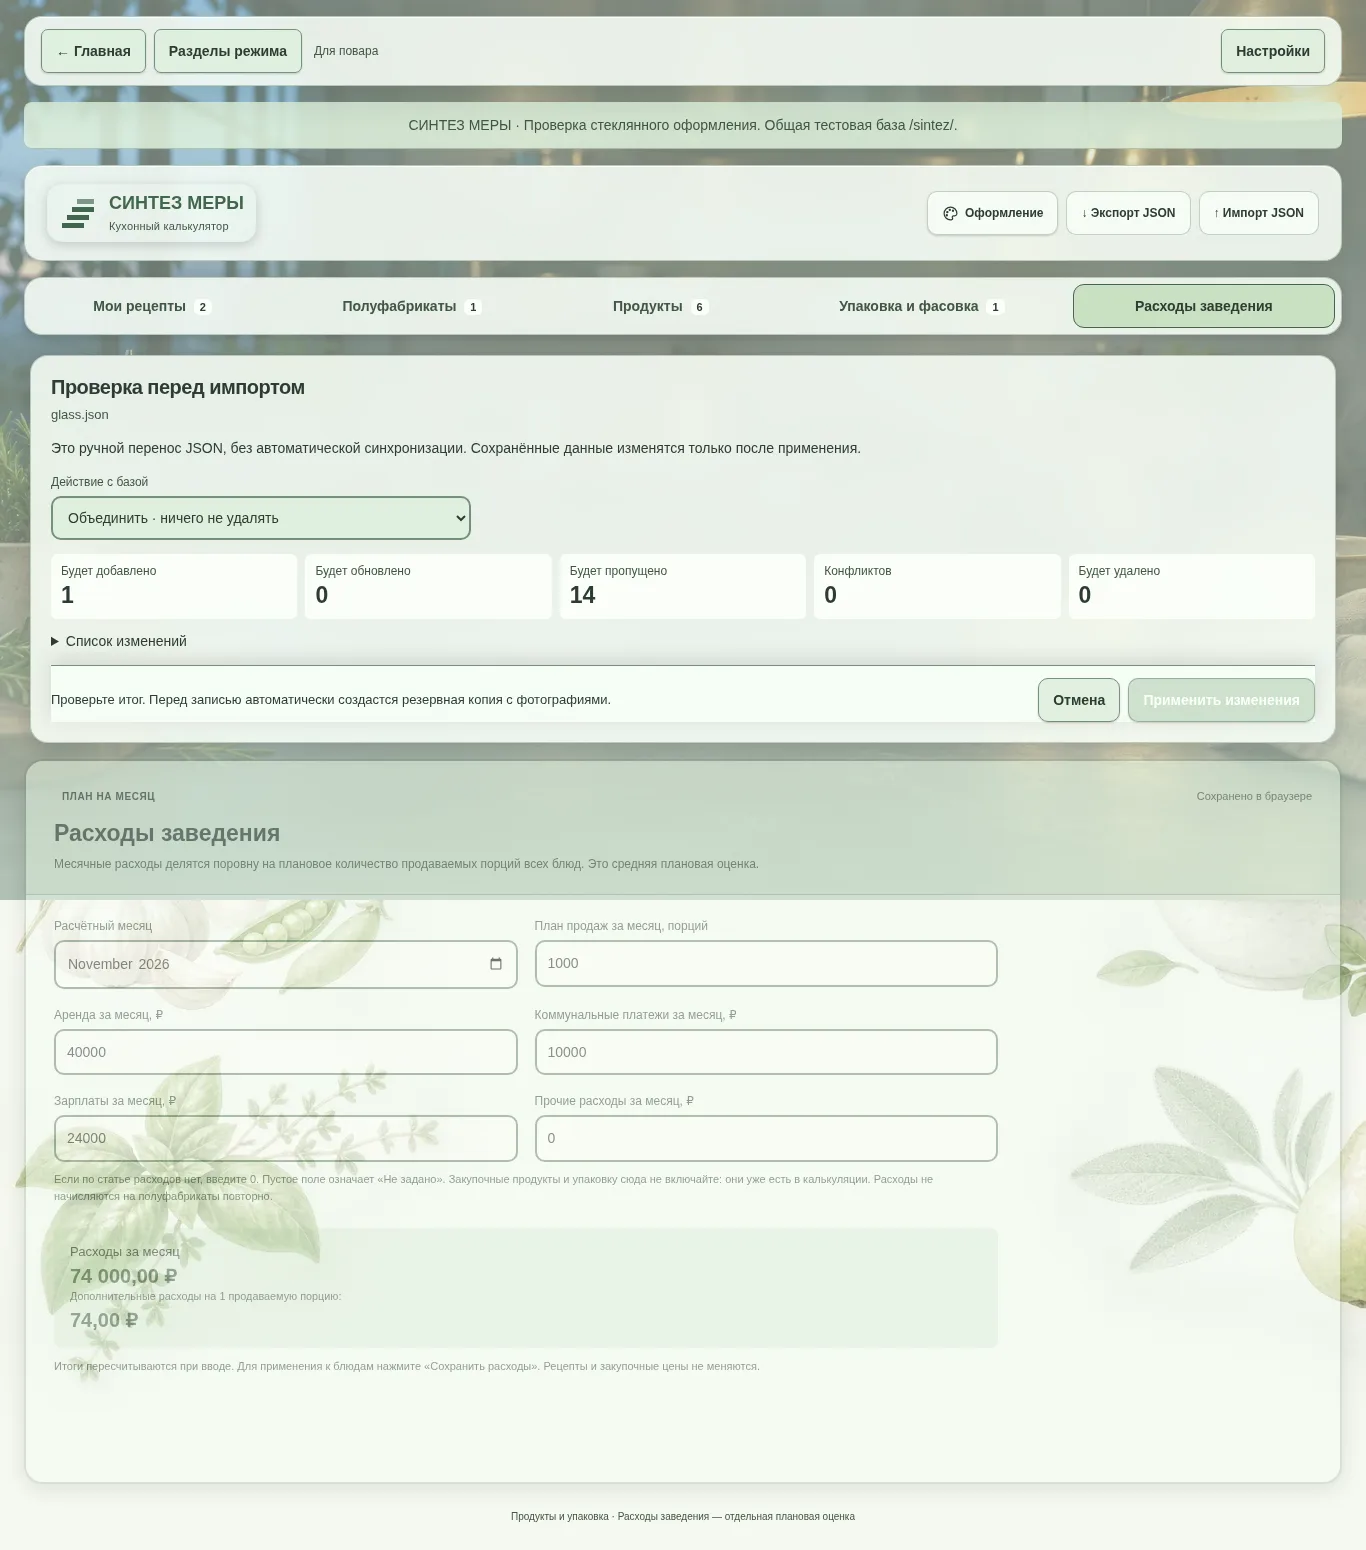 ← Главная
Разделы режима
Для повара
Настройки
СИНТЕЗ МЕРЫ · Проверка стеклянного оформления. Общая тестовая база /sintez/.
СИНТЕЗ МЕРЫ
Кухонный калькулятор
Оформление
↓ Экспорт JSON
↑ Импорт JSON
Мои рецепты 2
Полуфабрикаты 1
Продукты 6
Упаковка и фасовка 1
Расходы заведения
Проверка перед импортом
glass.json
Это ручной перенос JSON, без автоматической синхронизации. Сохранённые данные изменятся только после применения.
Действие с базой
Объединить · ничего не удалять
Будет добавлено
1
Будет обновлено
0
Будет пропущено
14
Конфликтов
0
Будет удалено
0
▶ Список изменений
Проверьте итог. Перед записью автоматически создастся резервная копия с фотографиями.
Отмена
Применить изменения
ПЛАН НА МЕСЯЦ
Сохранено в браузере
Расходы заведения
Месячные расходы делятся поровну на плановое количество продаваемых порций всех блюд. Это средняя плановая оценка.
Расчётный месяц
November 2026
План продаж за месяц, порций
1000
Аренда за месяц, ₽
40000
Коммунальные платежи за месяц, ₽
10000
Зарплаты за месяц, ₽
24000
Прочие расходы за месяц, ₽
0
Если по статье расходов нет, введите 0. Пустое поле означает «Не задано». Закупочные продукты и упаковку сюда не включайте: они уже есть в калькуляции. Расходы не
начисляются на полуфабрикаты повторно.
Расходы за месяц
74 000,00 ₽
Дополнительные расходы на 1 продаваемую порцию:
74,00 ₽
Итоги пересчитываются при вводе. Для применения к блюдам нажмите «Сохранить расходы». Рецепты и закупочные цены не меняются.
Продукты и упаковка · Расходы заведения — отдельная плановая оценка